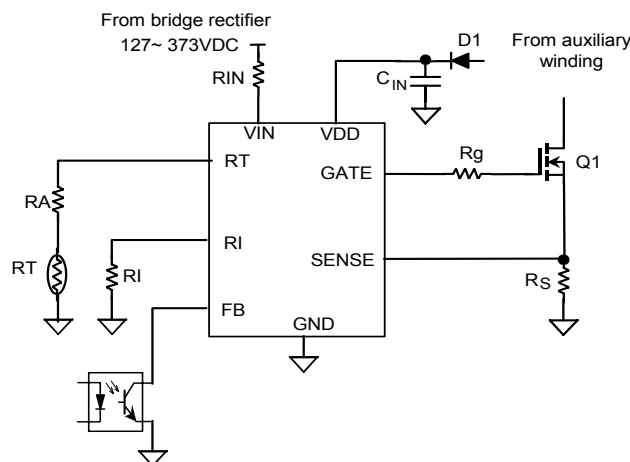 From bridge rectifier
127~ 373VDC
RIN
D1
From auxiliary
winding
CIN
VIN
VDD
RT
GATE
Rg
Q1
RA
RT
RI
RI
SENSE
RS
FB
GND